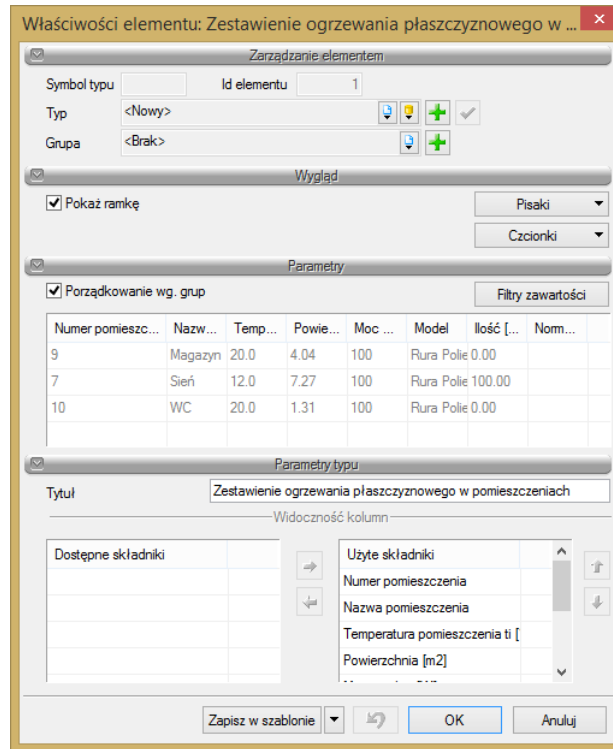 Właściwości elementu: Zestawienie ogrzewania płaszczyznowego w ...
Zarządzanie elementem
Symbol typu Id elementu 1
Typ <Nowy>
Grupa <Brak>
Wygląd
Pokaż ramkę Pisaki
Czcionki
Parametry
Porządkowanie wg. grup Filtry zawartości
Numer pomieszc... Nazw... Temp... Powie... Moc ... Model Ilość [... Norm...
9 Magazyn 20.0 4.04 100 Rura Polie 0.00
7 Sień 12.0 7.27 100 Rura Polie 100.00
10 WC 20.0 1.31 100 Rura Polie 0.00
Parametry typu
Tytuł Zestawienie ogrzewania płaszczyznowego w pomieszczeniach
Widoczność kolumn
Dostępne składniki Użyte składniki
Numer pomieszczenia
Nazwa pomieszczenia
Temperatura pomieszczenia ti [
Powierzchnia [m2]
Zapisz w szablonie OK Anuluj